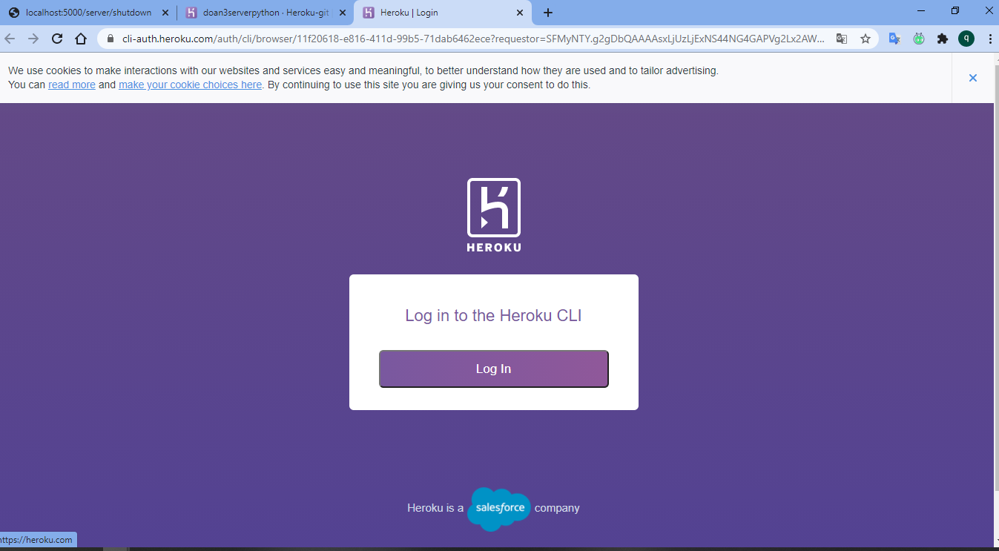 localhost:5000/server/shutdown
doan3serverpython · Heroku-git
Heroku | Login
cli-auth.heroku.com/auth/cli/browser/11f20618-e816-411d-99b5-71dab6462ece?requestor=SFMyNTY.g2gDbQAAAAsxLjUzLjExNS44NG4GAPVg2Lx2AW...
q
We use cookies to make interactions with our websites and services easy and meaningful, to better understand how they are used and to tailor advertising.
You can read more and make your cookie choices here. By continuing to use this site you are giving us your consent to do this.
HEROKU
Log in to the Heroku CLI
Log In
Heroku is a salesforce company
https://heroku.com